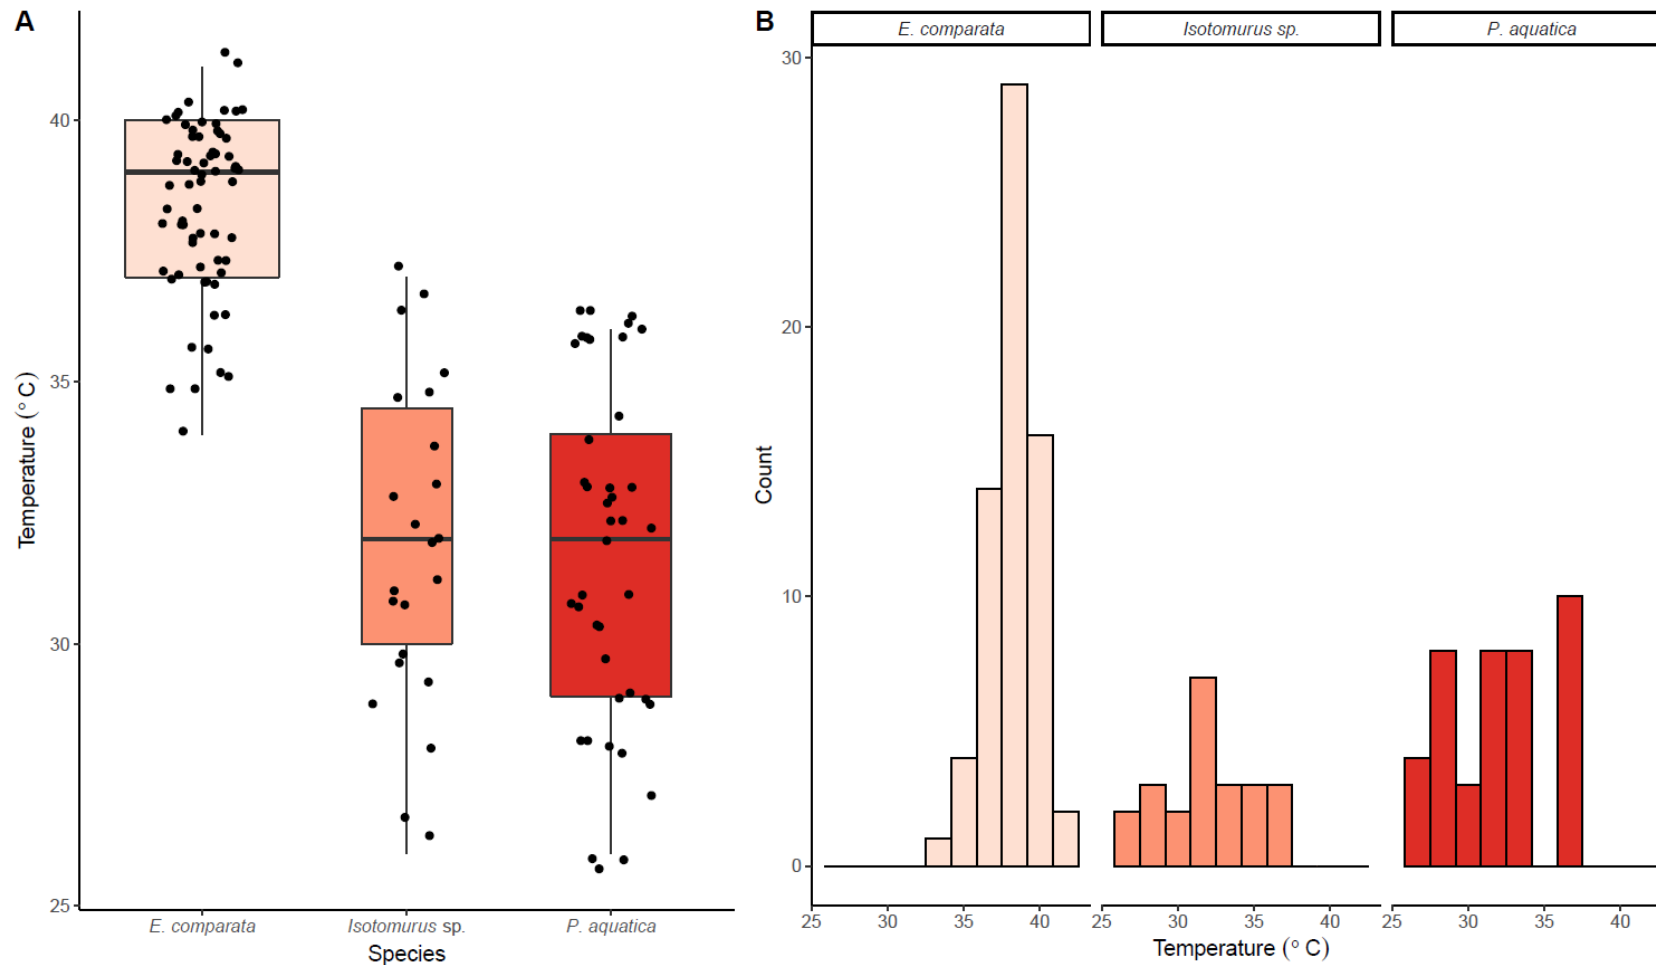 A
Temperature (° C)
40
35
30
25
E. comparata
Isotomurus sp.
P. aquatica
Species
B
E. comparata
Isotomurus sp.
P. aquatica
Count
30
20
10
0
25
30
35
40
25
30
35
40
25
30
35
40
Temperature (° C)